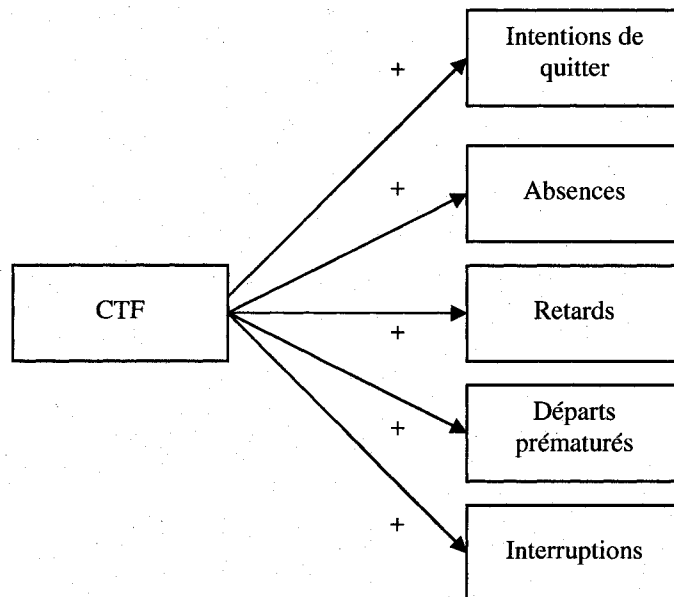 Intentions de
quitter
+
+
Absences
CTF
Retards
+
Départs
prématurés
+
+
Interruptions